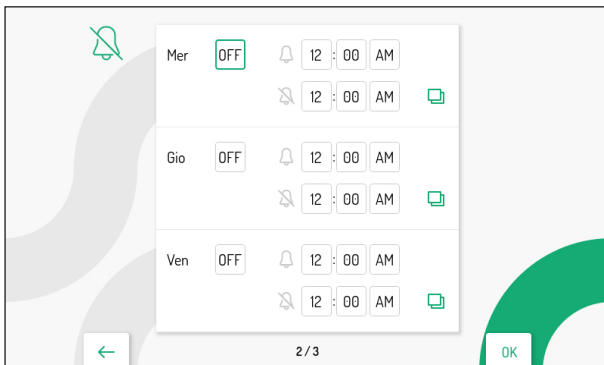 Mer OFF 12 : 00 AM
12 : 00 AM
Gio OFF 12 : 00 AM
12 : 00 AM
Ven OFF 12 : 00 AM
12 : 00 AM
2/3
OK